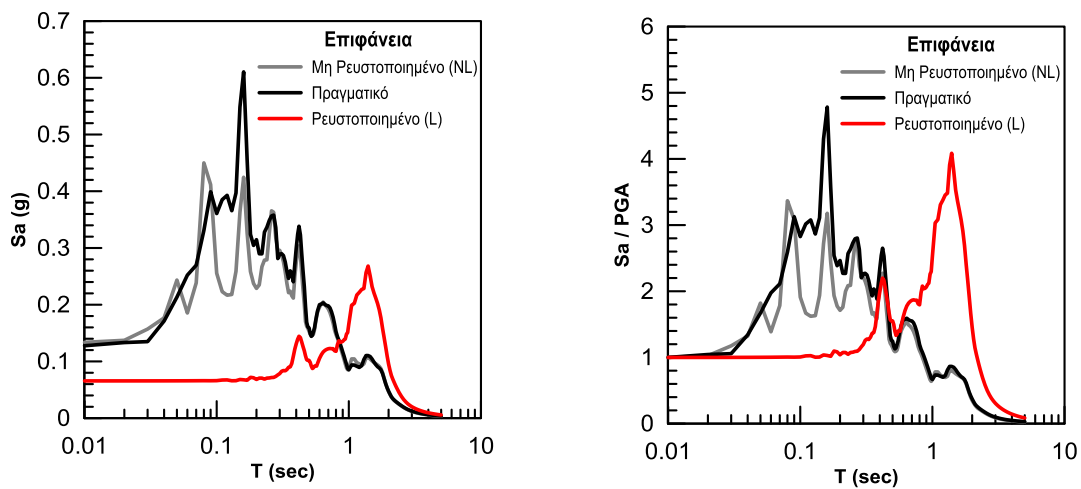 0.7
0.6
0.5
0.4
0.3
0.2
0.1
0
Sa (g)
0.01
0.1
1
10
T (sec)
Επιφάνεια
Μη Ρευστοποιημένο (NL)
Πραγματικό
Ρευστοποιημένο (L)
6
5
4
3
2
1
0
Sa / PGA
0.01
0.1
1
10
T (sec)
Επιφάνεια
Μη Ρευστοποιημένο (NL)
Πραγματικό
Ρευστοποιημένο (L)